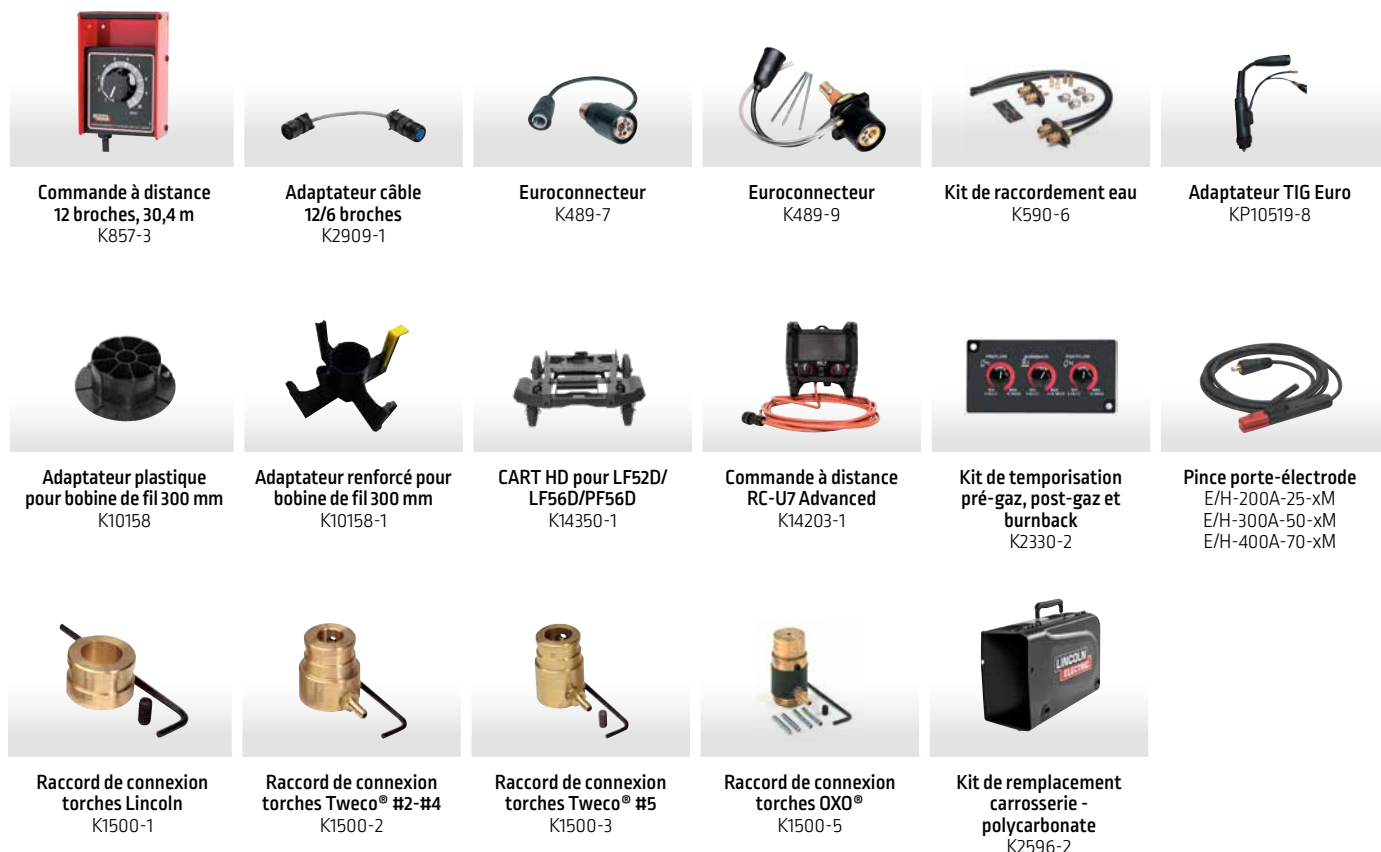 Commande à distance
12 broches, 30,4 m
K857-3
Adaptateur câble
12/6 broches
K2909-1
Euroconnecteur
K489-7
Euroconnecteur
K489-9
Kit de raccordement eau
K590-6
Adaptateur TIG Euro
KP10519-8
Adaptateur plastique
pour bobine de fil 300 mm
K10158
Adaptateur renforcé pour
bobine de fil 300 mm
K10158-1
CART HD pour LF52D/
LF56D/PF56D
K14350-1
Commande à distance
RC-U7 Advanced
K14203-1
PREFLOW BURNBACK POSTFLOW
Kit de temporisation
pré-gaz, post-gaz et
burnback
K2330-2
Pince porte-électrode
E/H-200A-25-xM
E/H-300A-50-xM
E/H-400A-70-xM
Raccord de connexion
torches Lincoln
K1500-1
Raccord de connexion
torches Tweco® #2-#4
K1500-2
Raccord de connexion
torches Tweco® #5
K1500-3
Raccord de connexion
torches OXO®
K1500-5
LINCOLN
ELECTRIC
Kit de remplacement
carrosserie -
polycarbonate
K2596-2